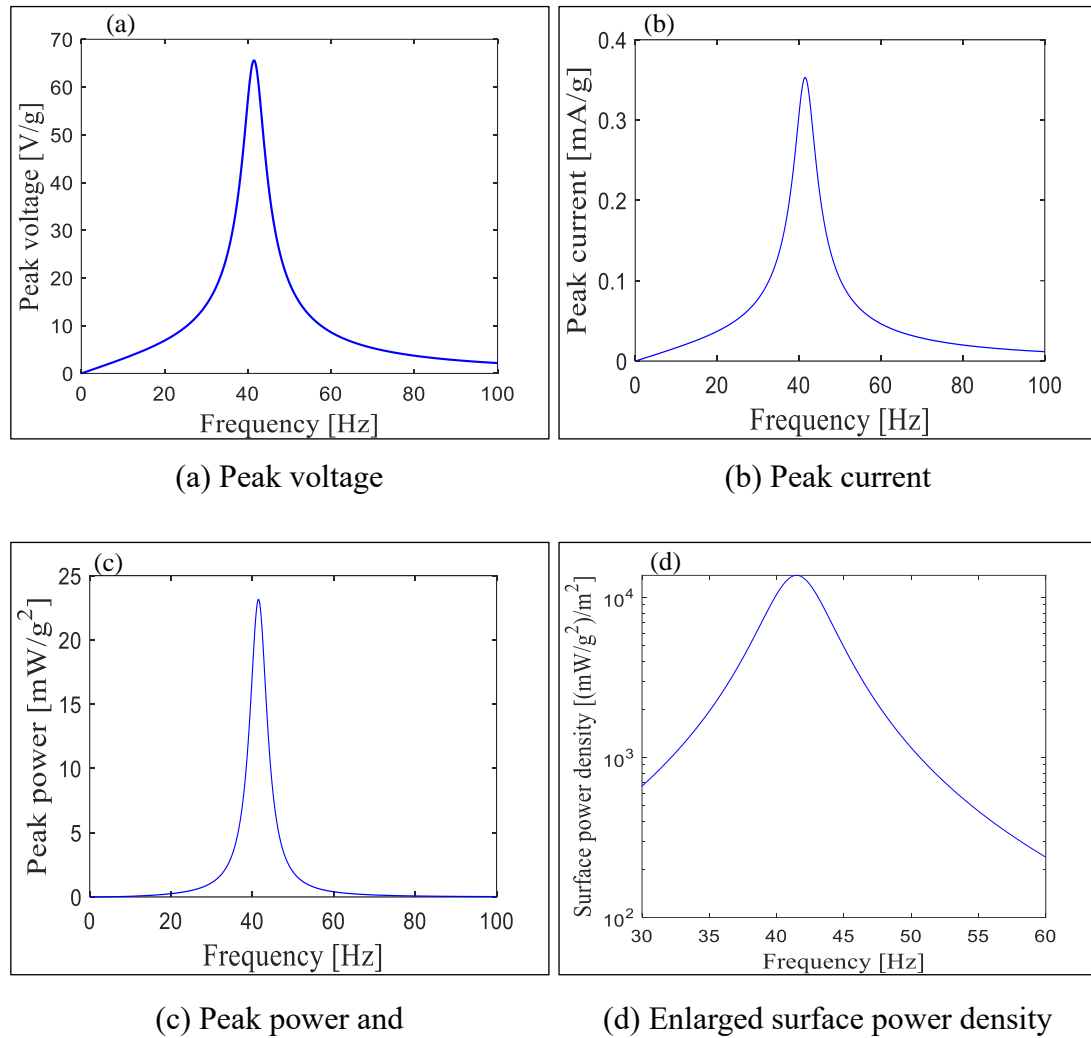 (a)
Peak voltage [V/g]
70
60
50
40
30
20
10
0
0 20 40 60 80 100
Frequency [Hz]
(b)
Peak current [mA/g]
0.4
0.3
0.2
0.1
0
0 20 40 60 80 100
Frequency [Hz]
(a) Peak voltage
(b) Peak current
(c)
Peak power [mW/g²]
25
20
15
10
5
0
0 20 40 60 80 100
Frequency [Hz]
(d)
Surface power density [(mW/g²)/m²]
10⁴
10³
10²
30 35 40 45 50 55 60
Frequency [Hz]
(c) Peak power and
(d) Enlarged surface power density